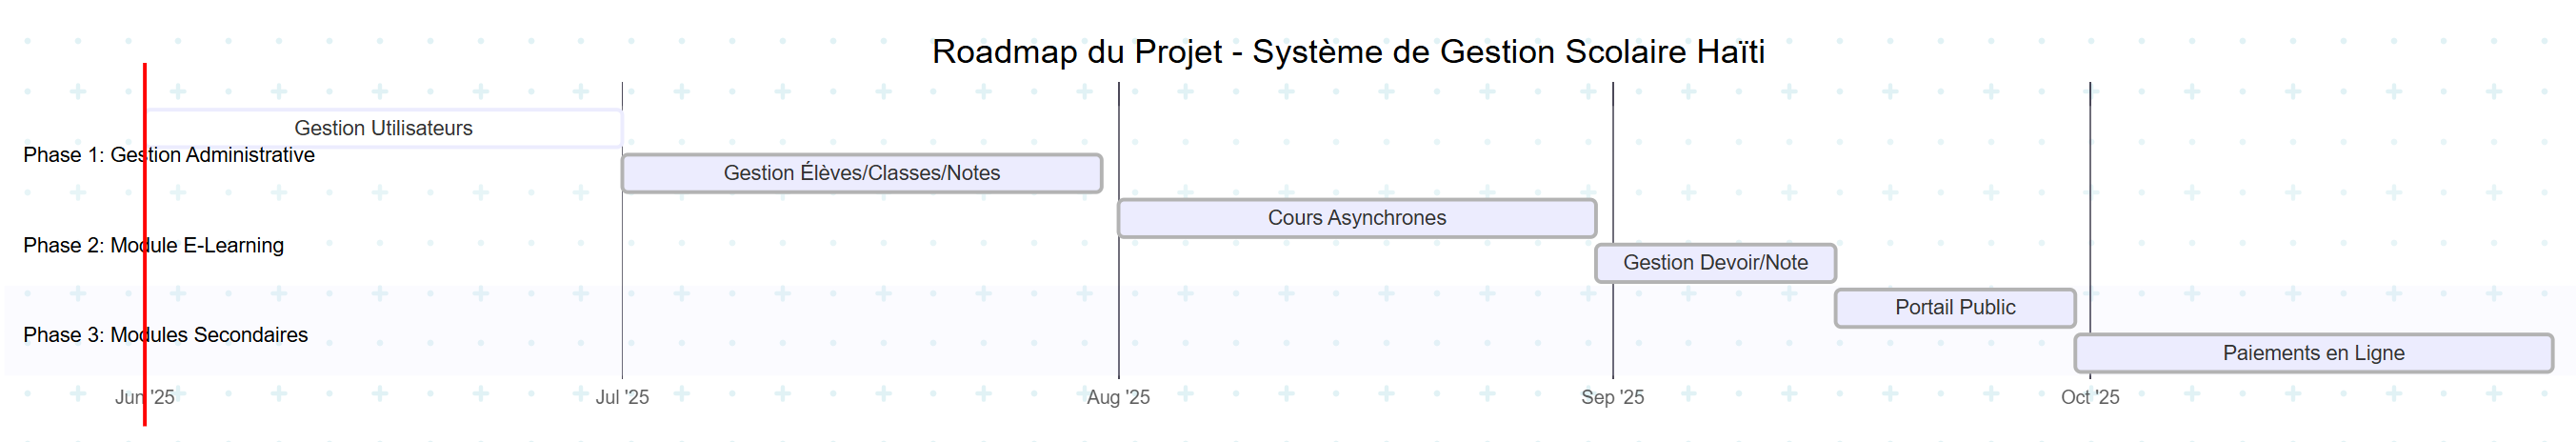 Roadmap du Projet - Système de Gestion Scolaire Haïti
Gestion Utilisateurs
Phase 1: Gestion Administrative
Gestion Élèves/Classes/Notes
Cours Asynchrones
Phase 2: Module E-Learning
Gestion Devoir/Note
Portail Public
Phase 3: Modules Secondaires
Paiements en Ligne
Jun '25 Jul '25 Aug '25 Sep '25 Oct '25